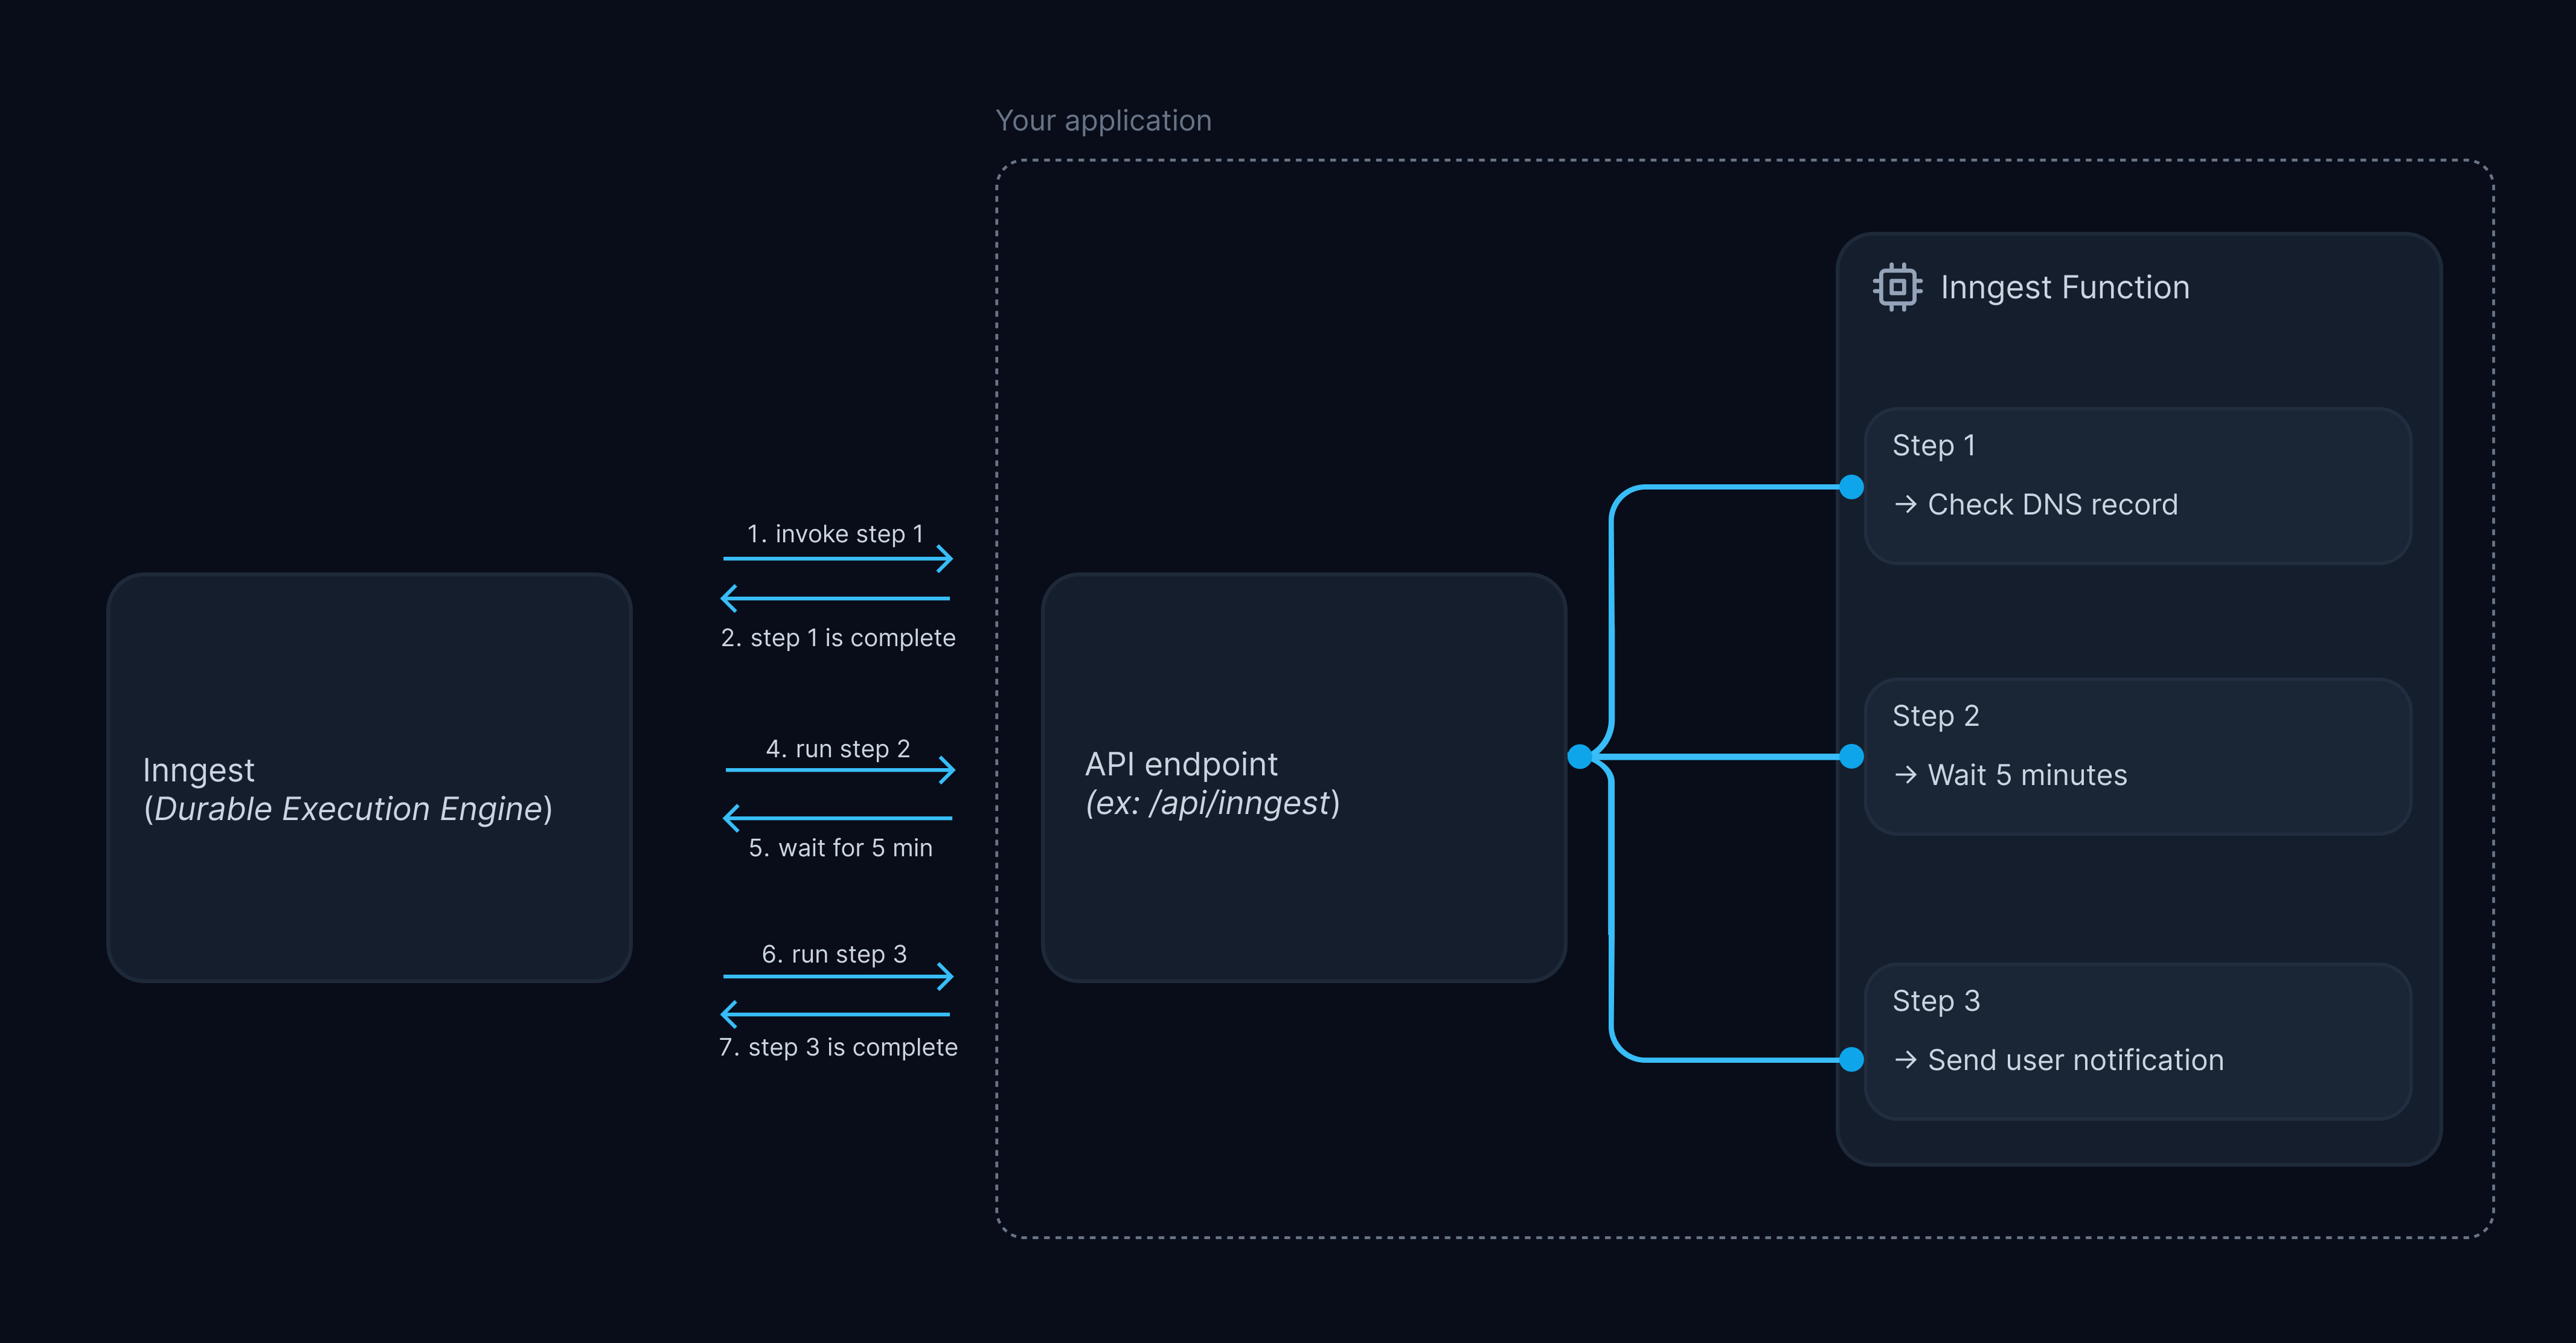 Your application
Inngest Function
Step 1
→ Check DNS record
1. invoke step 1
2. step 1 is complete
Step 2
→ Wait 5 minutes
4. run step 2
5. wait for 5 min
Inngest
(Durable Execution Engine)
API endpoint
(ex: /api/inngest)
6. run step 3
7. step 3 is complete
Step 3
→ Send user notification